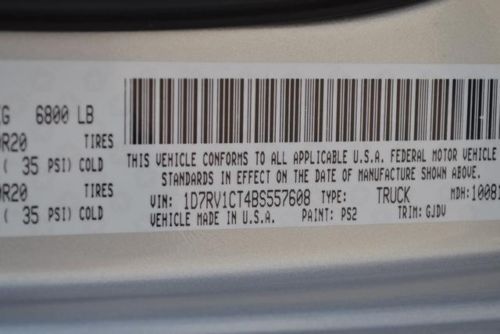 KG 6800 LB
0R20 TIRES
( 35 PSI) COLD
0R20 TIRES
( 35 PSI) COLD
THIS VEHICLE CONFORMS TO ALL APPLICABLE U.S.A. FEDERAL MOTOR VEHICLE
STANDARDS IN EFFECT ON THE DATE OF MANUFACTURE SHOWN ABOVE.
VIN: 1D7RV1CT4BS557608 TYPE: TRUCK MDH: 10081
VEHICLE MADE IN U.S.A. PAINT: PS2 TRIM: GJDV